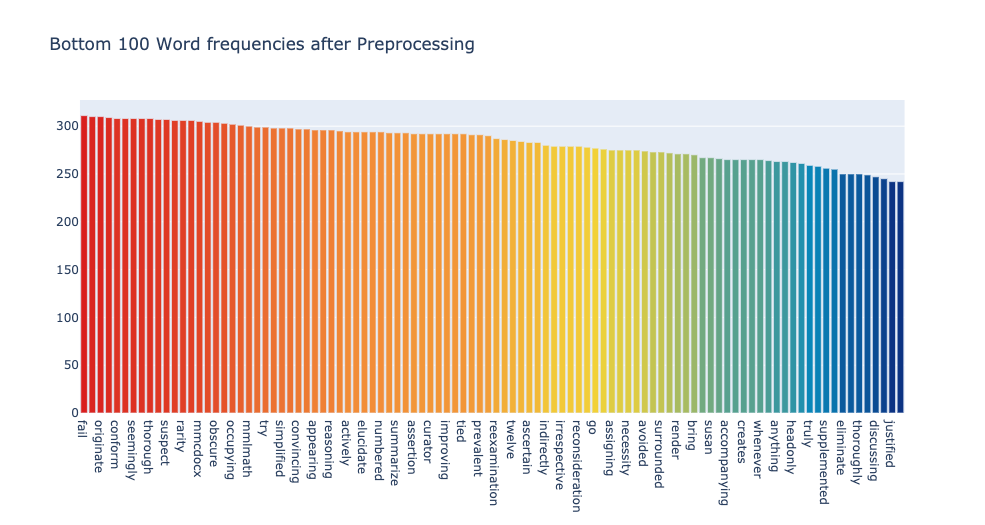 Bottom 100 Word frequencies after Preprocessing
300
250
200
150
100
50
0
fail
originate
conform
seemingly
thorough
suspect
rarity
mmcdocx
obscure
occupying
mmlmath
try
simplified
convincing
appearing
reasoning
actively
elucidate
numbered
summarize
assertion
curator
improving
tied
prevalent
reexamination
twelve
ascertain
indirectly
irrespective
reconsideration
go
assigning
necessity
avoided
surrounded
render
bring
susan
accompanying
creates
whenever
anything
headonly
truly
supplemented
eliminate
thoroughly
discussing
justified